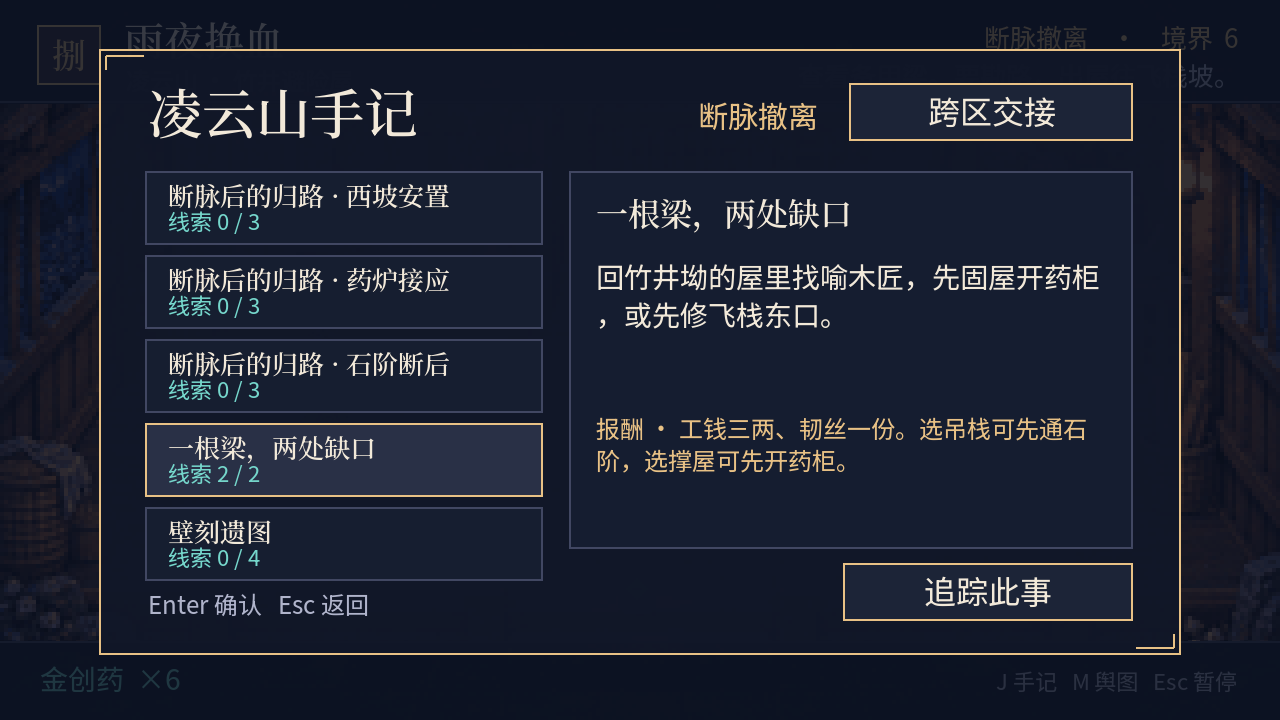 捌
雨夜换血
断脉撤离 · 境界 6
栈坡。
凌云山手记
断脉撤离
跨区交接
断脉后的归路 · 西坡安置
线索 0 / 3
断脉后的归路 · 药炉接应
线索 0 / 3
断脉后的归路 · 石阶断后
线索 0 / 3
一根梁，两处缺口
线索 2 / 2
壁刻遗图
线索 0 / 4
Enter 确认 Esc 返回
一根梁，两处缺口
回竹井坳的屋里找喻木匠，先固屋开药柜
，或先修飞栈东口。
报酬 · 工钱三两、韧丝一份。选吊栈可先通石
阶，选撑屋可先开药柜。
追踪此事
金创药 ×6
J 手记 M 舆图 Esc 暂停